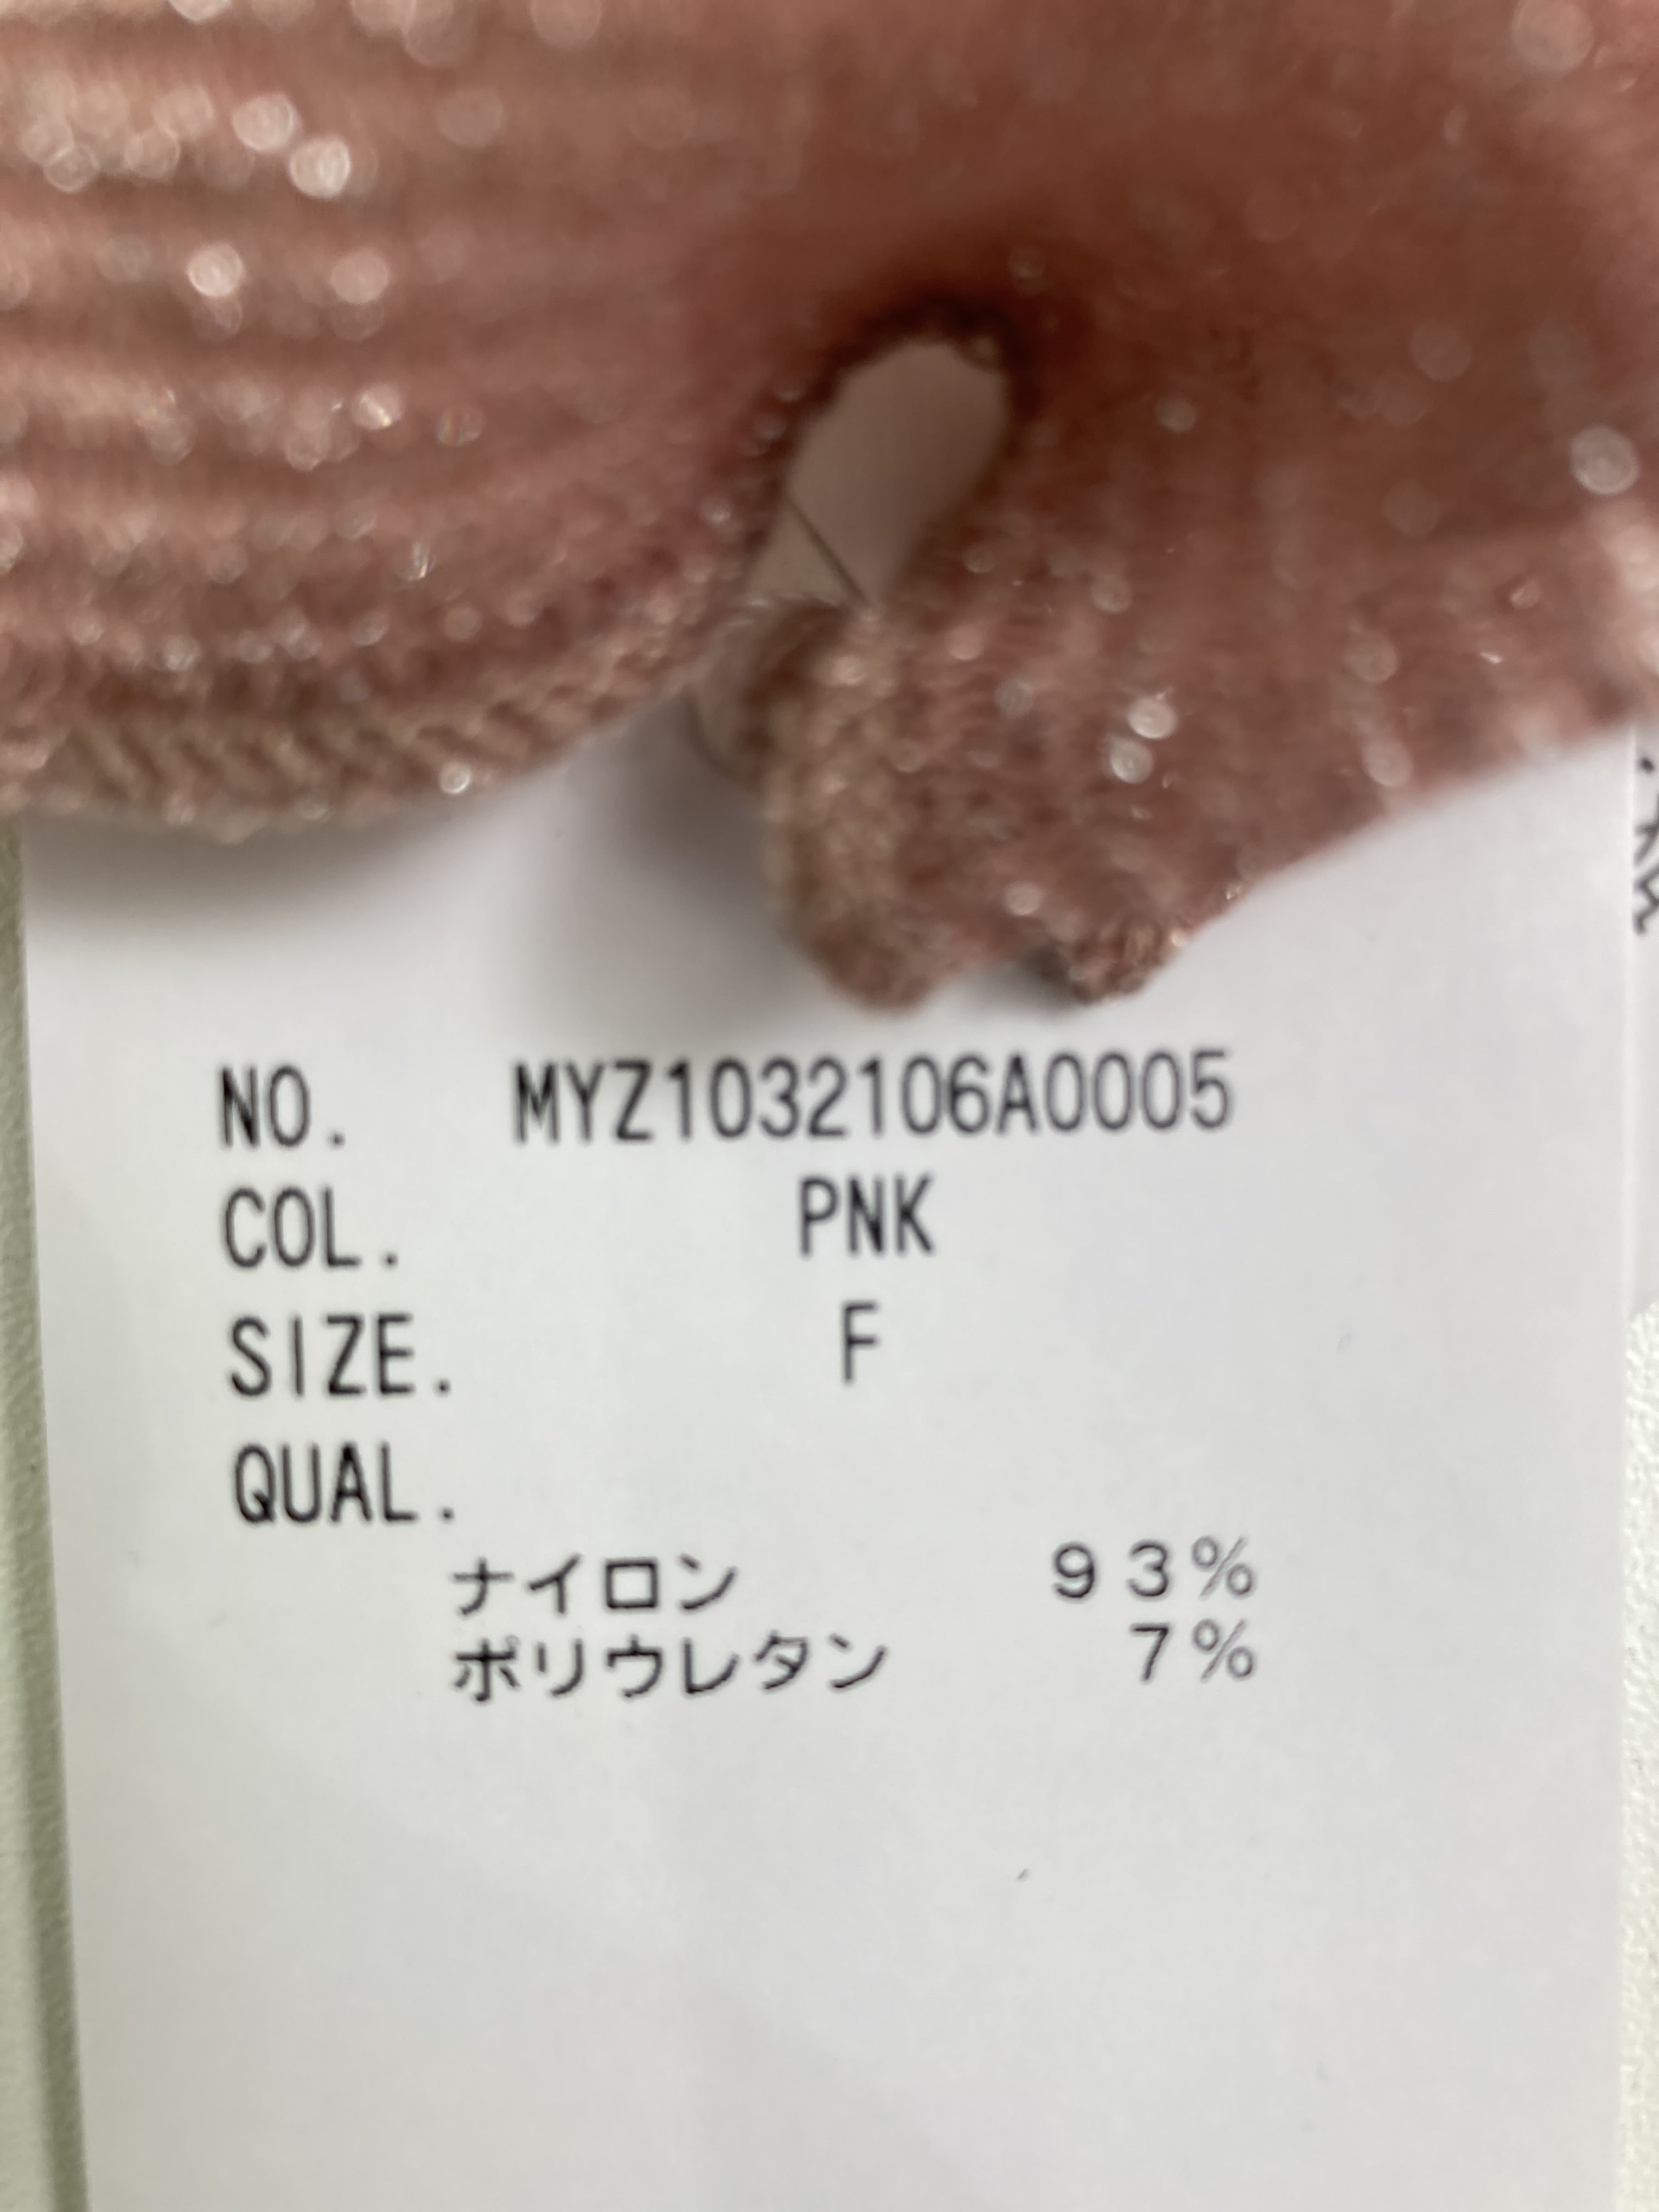 NO. MYZ1032106A0005
COL. PNK
SIZE. F
QUAL.
ナイロン 93%
ポリウレタン 7%